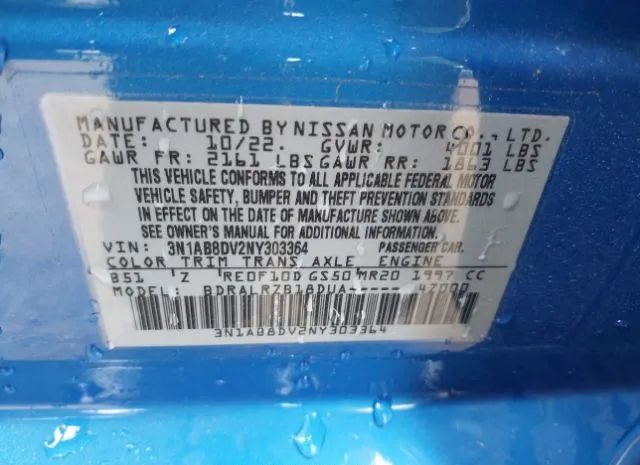 MANUFACTURED BY NISSAN MOTOR CO., LTD.
DATE: 10/22. GVWR: 4001 LBS
GAWR FR: 2161 LBS GAWR RR: 1863 LBS
THIS VEHICLE CONFORMS TO ALL APPLICABLE FEDERAL MOTOR
VEHICLE SAFETY, BUMPER AND THEFT PREVENTION STANDARDS
IN EFFECT ON THE DATE OF MANUFACTURE SHOWN ABOVE.
SEE OWNER'S MANUAL FOR ADDITIONAL INFORMATION.
VIN: 3N1AB8DV2NY303364 PASSENGER CAR.
COLOR TRIM TRANS AXLE ENGINE
B51 Z RE0F10D GS50 MR20 1997 CC
MODEL: BDRALRZB18DUA----- 47000
3N1AB8DV2NY303364